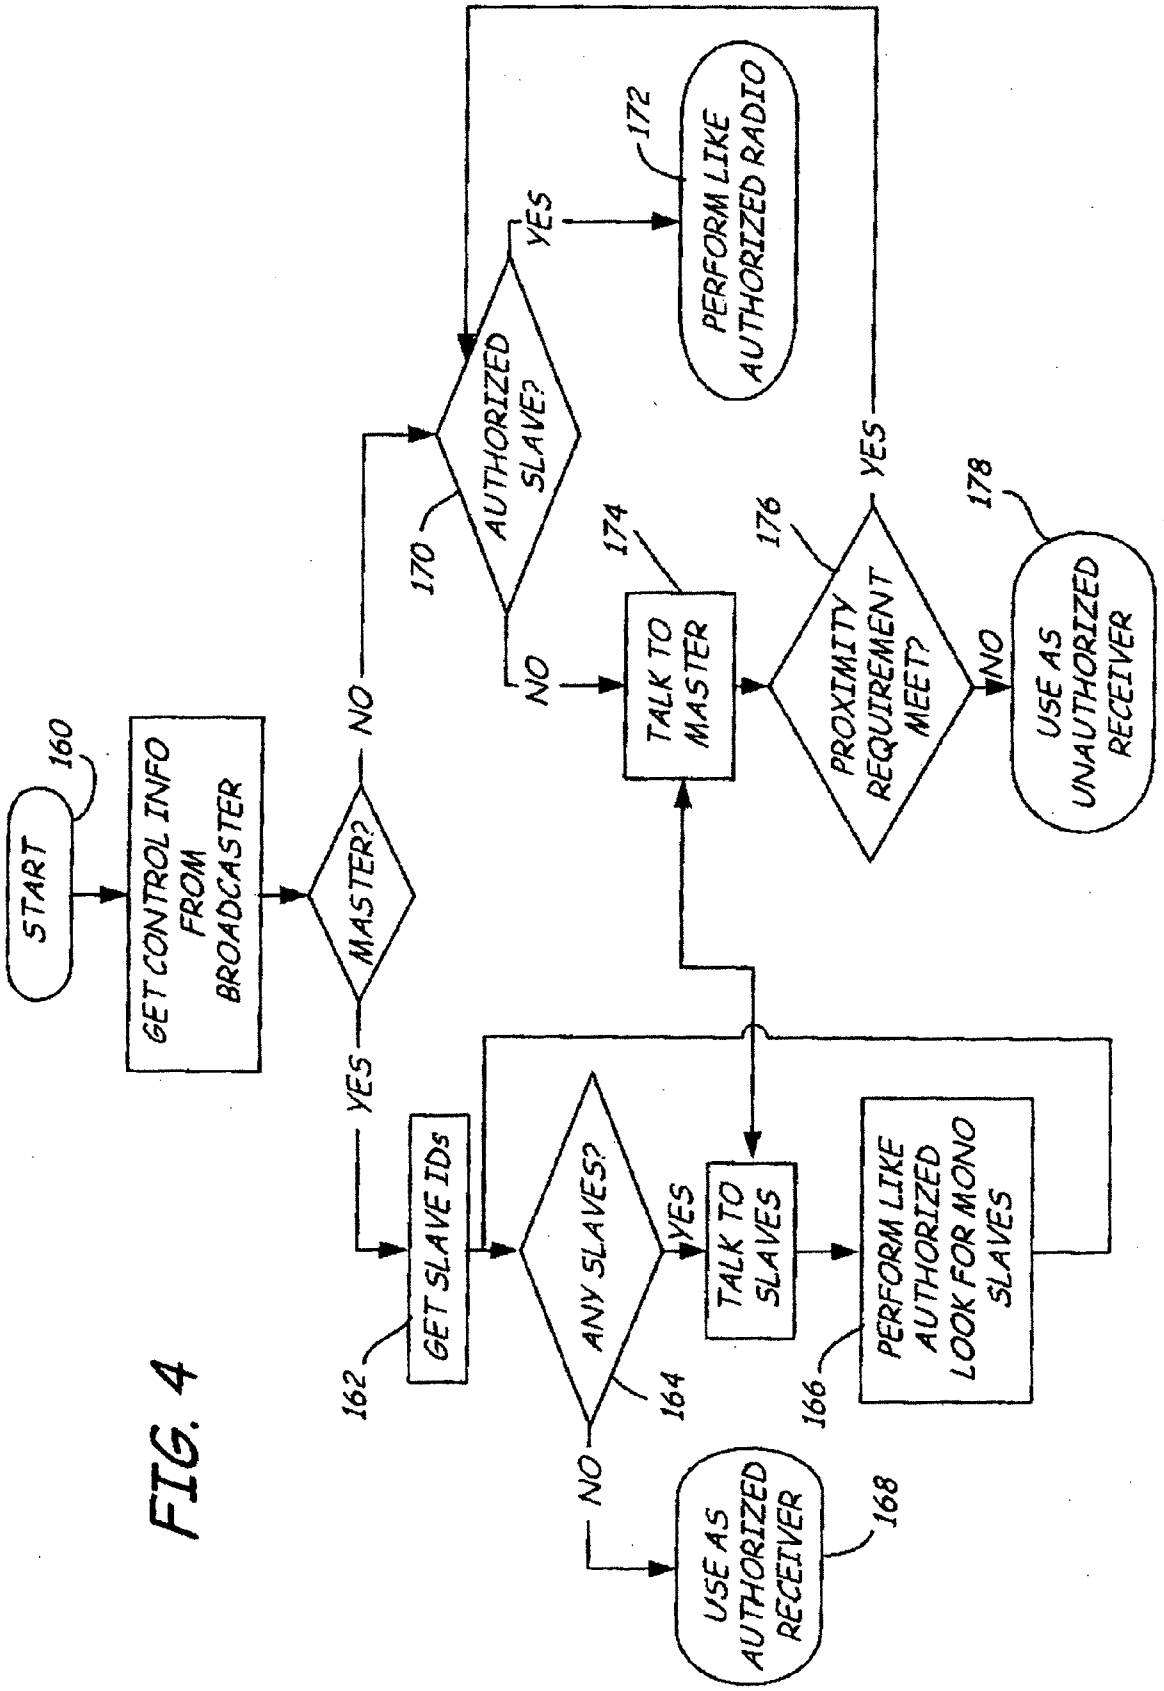 FIG. 4
START
160
GET CONTROL INFO
FROM
BROADCASTER
MASTER?
YES
NO
162
GET SLAVE IDs
ANY SLAVES?
164
NO
YES
USE AS
AUTHORIZED
RECEIVER
168
TALK TO
SLAVES
166
PERFORM LIKE
AUTHORIZED
LOOK FOR MONO
SLAVES
170
AUTHORIZED
SLAVE?
YES
NO
172
PERFORM LIKE
AUTHORIZED RADIO
174
TALK TO
MASTER
176
PROXIMITY
REQUIREMENT
MEET?
YES
NO
178
USE AS
UNAUTHORIZED
RECEIVER